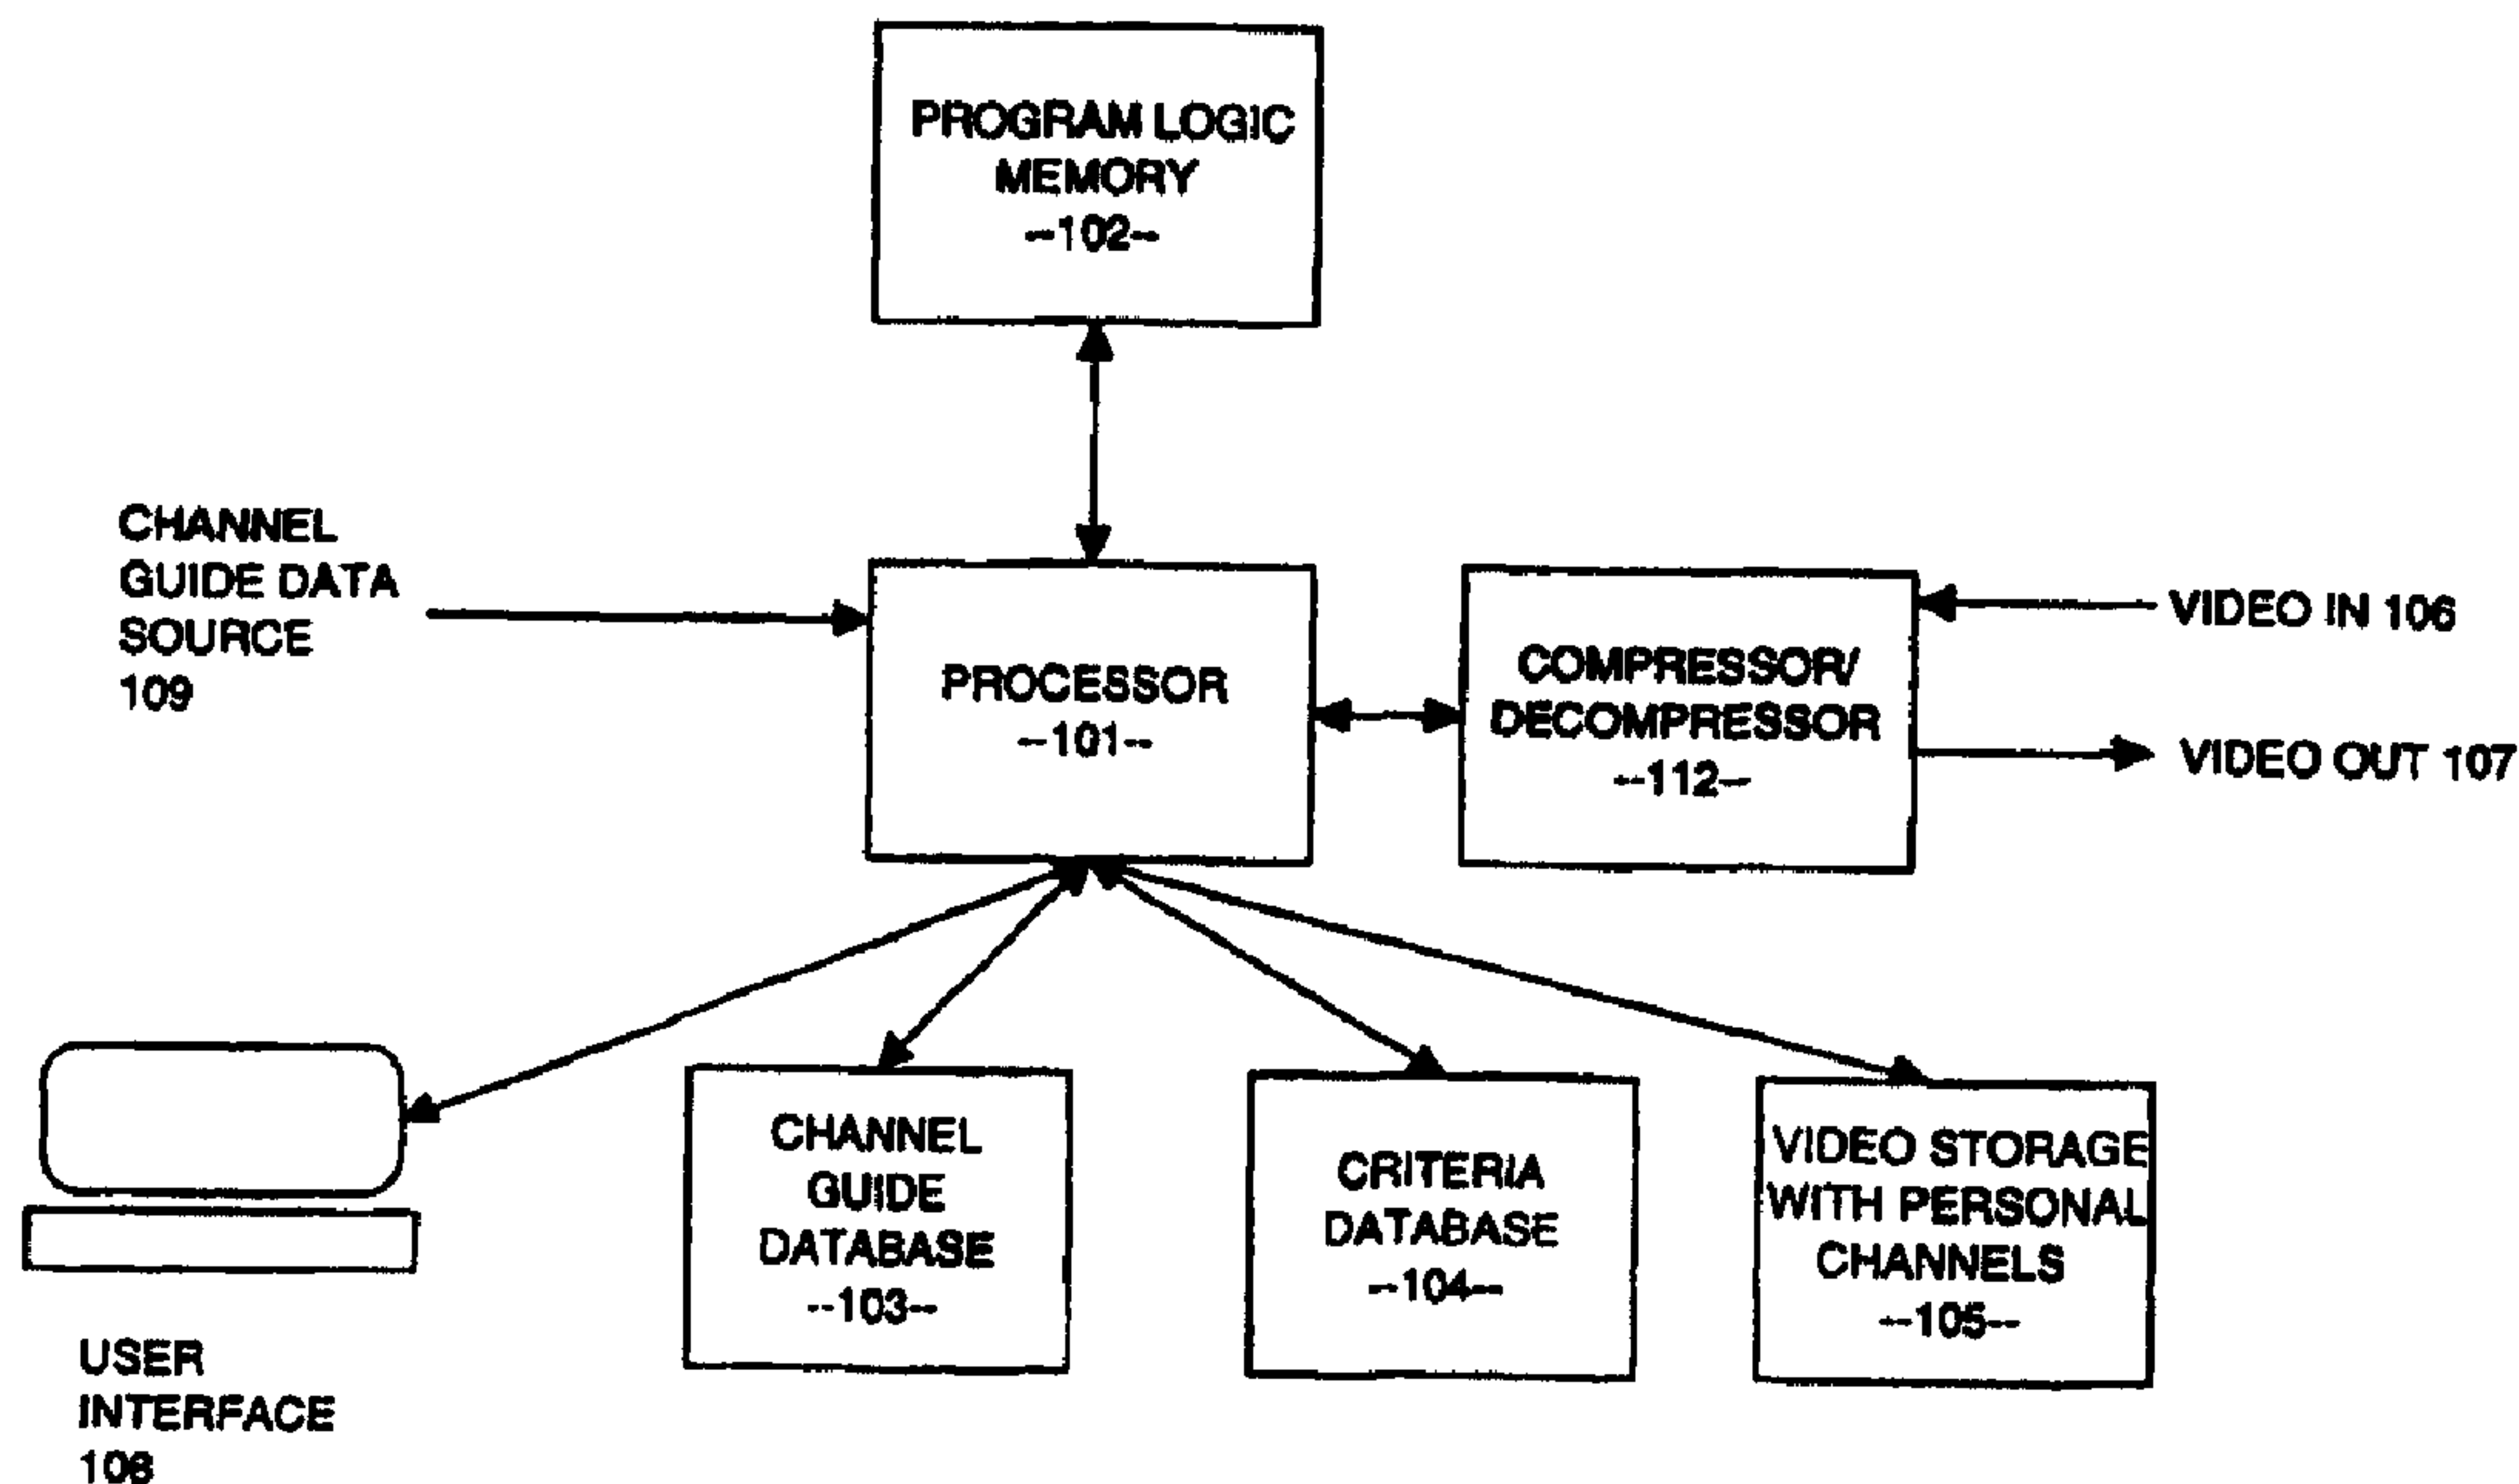 PROGRAM LOGIC
MEMORY
--102--
CHANNEL
GUIDE DATA
SOURCE
109
PROCESSOR
--101--
COMPRESSOR/
DECOMPRESSOR
--112--
VIDEO IN 106
VIDEO OUT 107
USER
INTERFACE
108
CHANNEL
GUIDE
DATABASE
--103--
CRITERIA
DATABASE
--104--
VIDEO STORAGE
WITH PERSONAL
CHANNELS
--105--